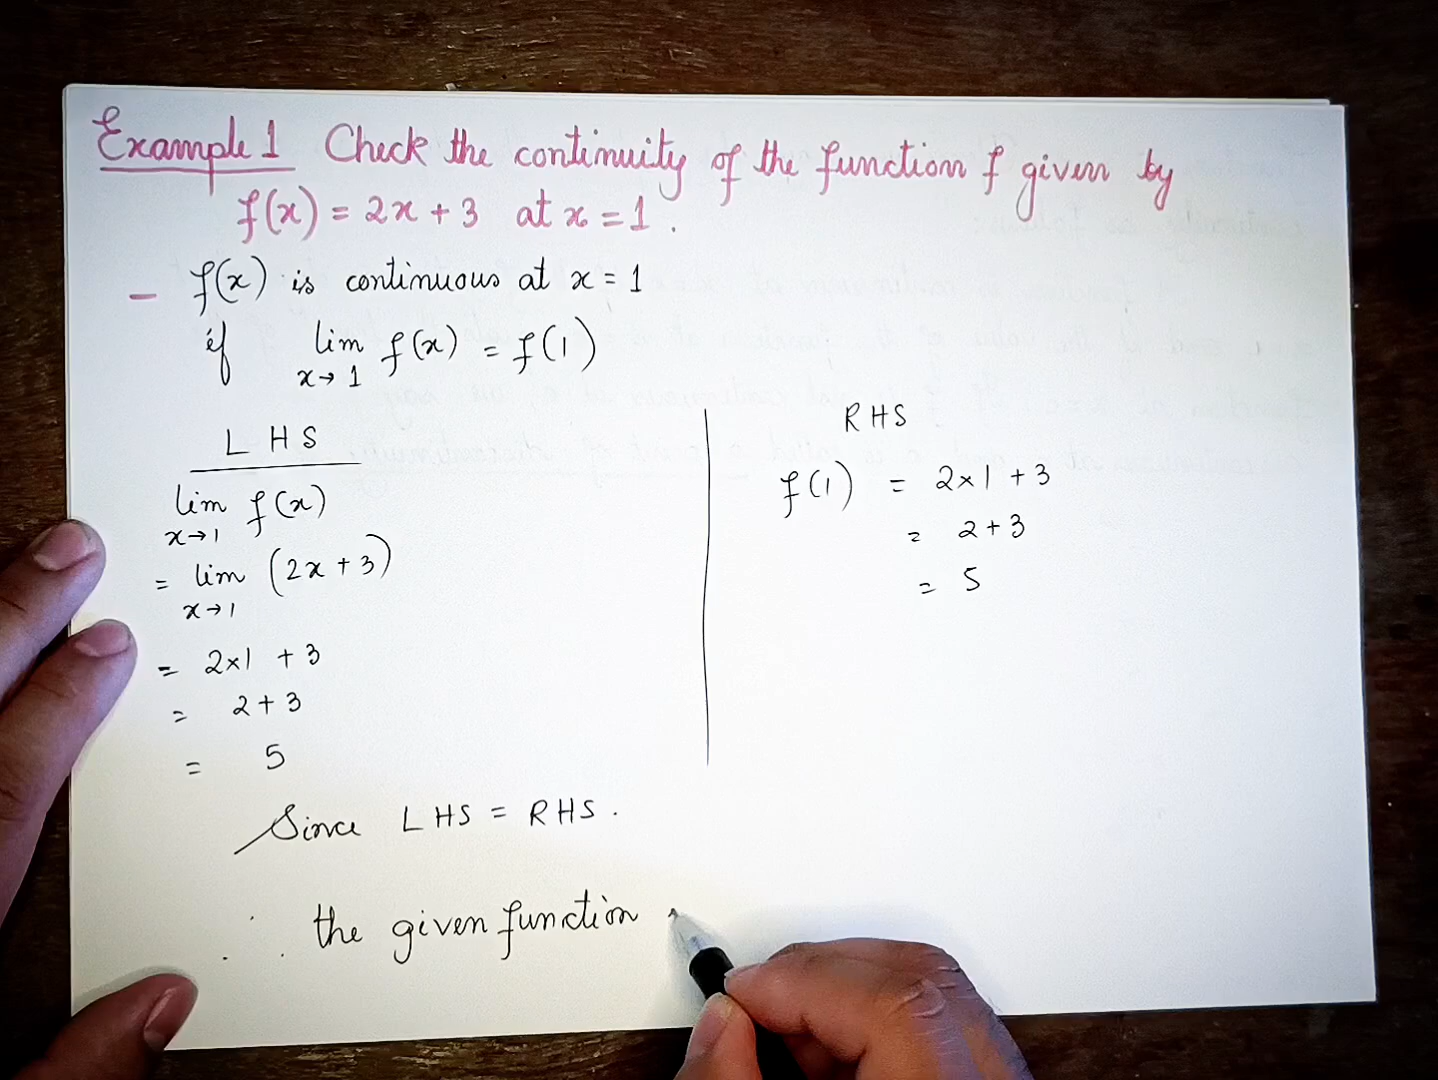 Example 1 Check the continuity of the function f given by
f(x) = 2x + 3 at x = 1.
– f(x) is continuous at x = 1
if lim f(x) = f(1)
x→1
LHS
lim f(x)
x→1
= lim (2x + 3)
x→1
= 2×1 + 3
= 2 + 3
= 5
RHS
f(1) = 2×1 + 3
= 2 + 3
= 5
Since LHS = RHS.
∴ the given function